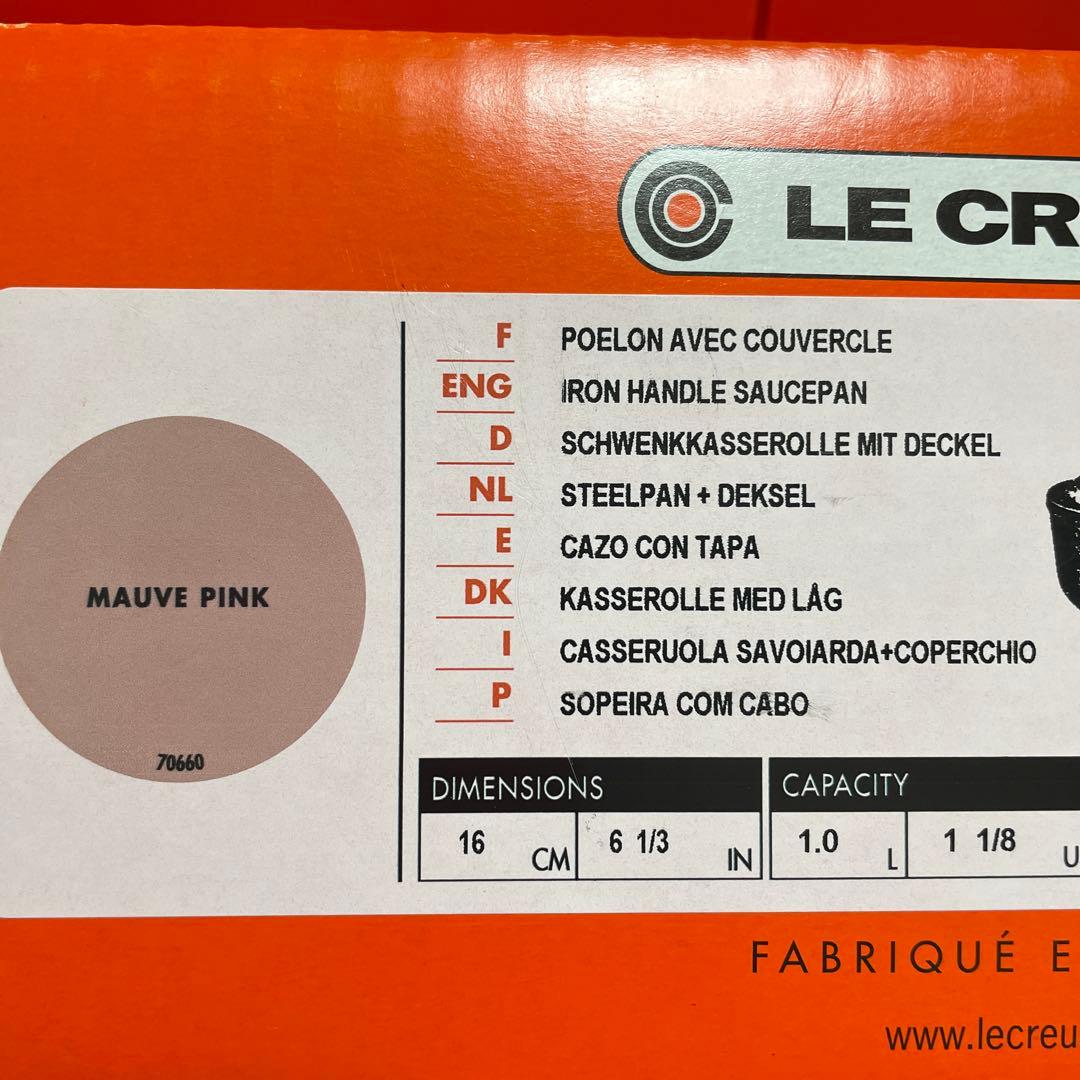 LE CR
F POELON AVEC COUVERCLE
ENG IRON HANDLE SAUCEPAN
D SCHWENKKASSEROLLE MIT DECKEL
NL STEELPAN + DEKSEL
E CAZO CON TAPA
DK KASSEROLLE MED LÅG
I CASSERUOLA SAVOIARDA+COPERCHIO
P SOPEIRA COM CABO
MAUVE PINK
70660
DIMENSIONS CAPACITY
16 CM 6 1/3 IN 1.0 L 1 1/8 U
FABRIQUÉ E
www.lecreu